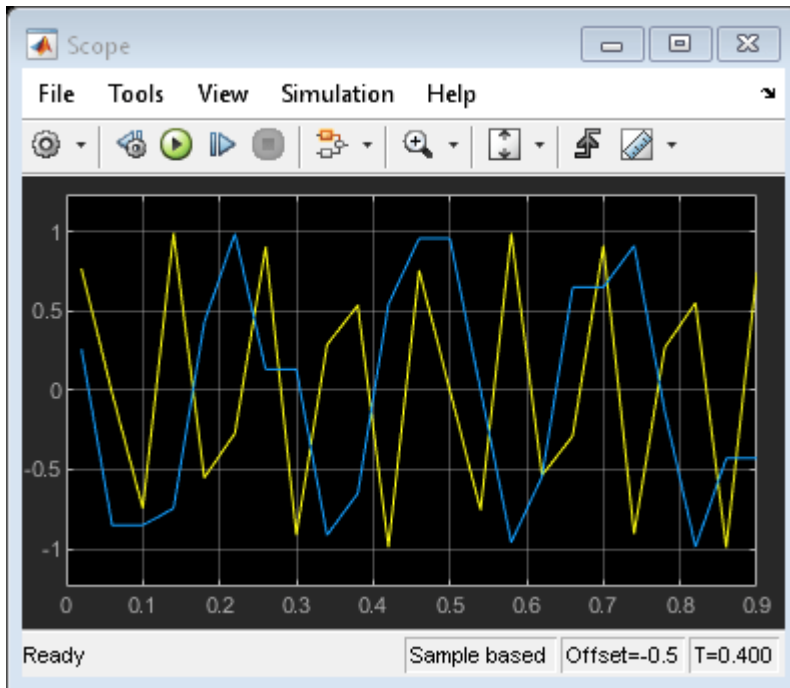 Scope
File Tools View Simulation Help
1
0.5
0
-0.5
-1
0 0.1 0.2 0.3 0.4 0.5 0.6 0.7 0.8 0.9
Ready Sample based Offset=-0.5 T=0.400